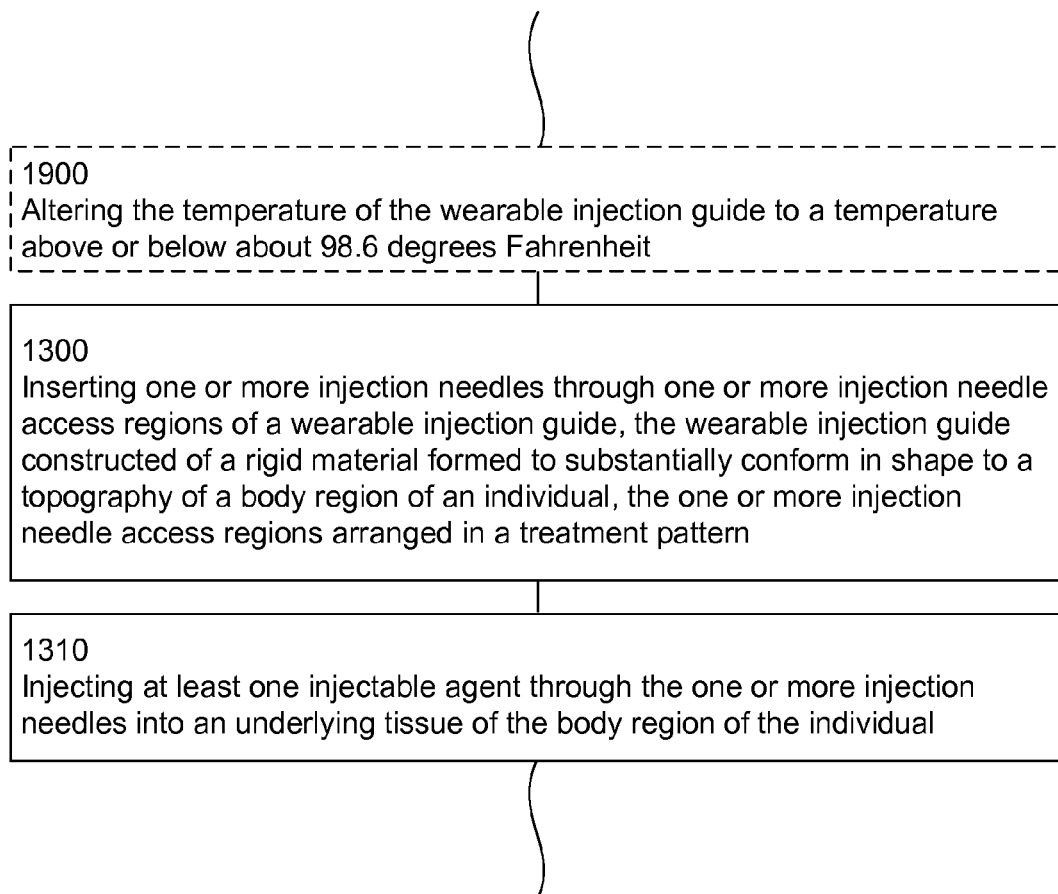 1900
Altering the temperature of the wearable injection guide to a temperature
above or below about 98.6 degrees Fahrenheit
1300
Inserting one or more injection needles through one or more injection needle
access regions of a wearable injection guide, the wearable injection guide
constructed of a rigid material formed to substantially conform in shape to a
topography of a body region of an individual, the one or more injection
needle access regions arranged in a treatment pattern
1310
Injecting at least one injectable agent through the one or more injection
needles into an underlying tissue of the body region of the individual